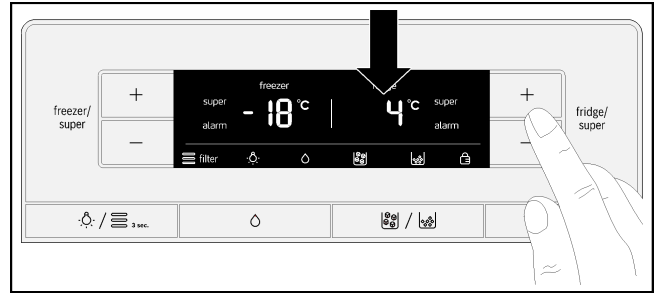 freezer
super
-18°C
alarm
4°C
super
alarm
filter
freezer/
super
+
−
+
−
fridge/
super
/ 3 sec.
/